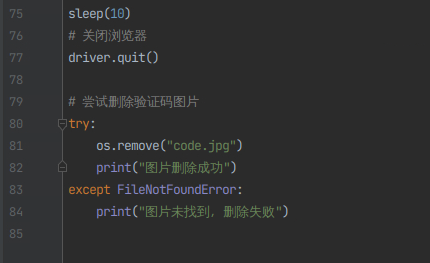 75 sleep(10)
76 # 关闭浏览器
77 driver.quit()
78
79 # 尝试删除验证码图片
80 try:
81     os.remove("code.jpg")
82     print("图片删除成功")
83 except FileNotFoundError:
84     print("图片未找到, 删除失败")
85